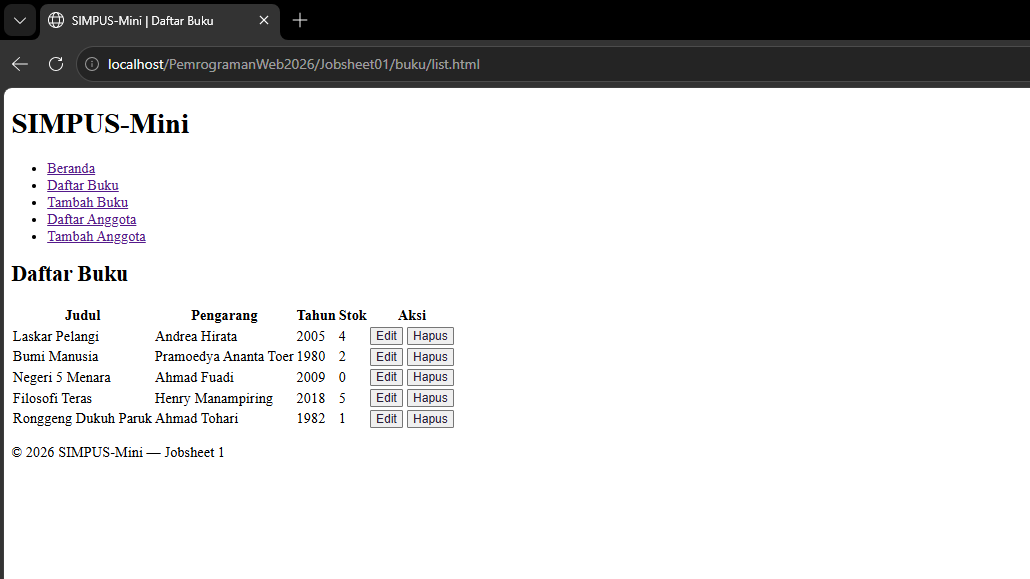 SIMPUS-Mini | Daftar Buku
localhost/PemrogramanWeb2026/Jobsheet01/buku/list.html
SIMPUS-Mini
Beranda
Daftar Buku
Tambah Buku
Daftar Anggota
Tambah Anggota
Daftar Buku
Judul Pengarang Tahun Stok Aksi
Laskar Pelangi Andrea Hirata 2005 4 Edit Hapus
Bumi Manusia Pramoedya Ananta Toer 1980 2 Edit Hapus
Negeri 5 Menara Ahmad Fuadi 2009 0 Edit Hapus
Filosofi Teras Henry Manampiring 2018 5 Edit Hapus
Ronggeng Dukuh Paruk Ahmad Tohari 1982 1 Edit Hapus
© 2026 SIMPUS-Mini — Jobsheet 1